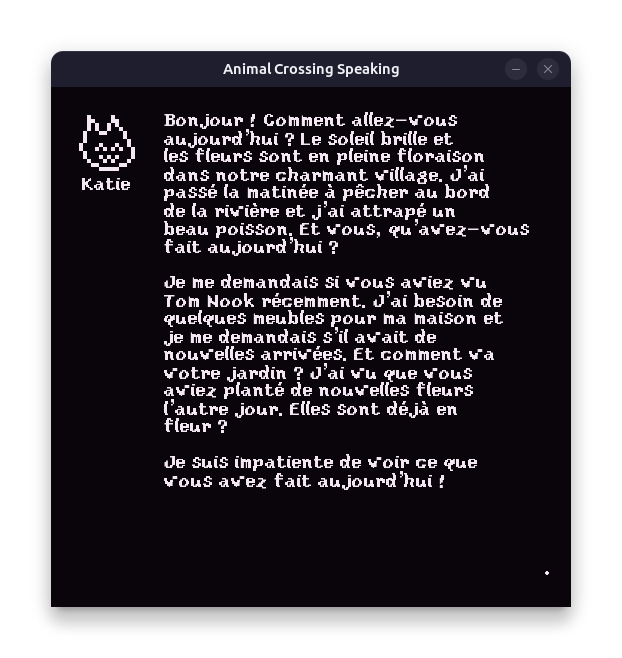 Animal Crossing Speaking
Katie
Bonjour ! Comment allez-vous
aujourd'hui ? Le soleil brille et
les fleurs sont en pleine floraison
dans notre charmant village. J'ai
passé la matinée à pêcher au bord
de la rivière et j'ai attrapé un
beau poisson. Et vous, qu'avez-vous
fait aujourd'hui ?
Je me demandais si vous aviez vu
Tom Nook récemment. J'ai besoin de
quelques meubles pour ma maison et
je me demandais s'il avait de
nouvelles arrivées. Et comment va
votre jardin ? J'ai vu que vous
aviez planté de nouvelles fleurs
l'autre jour. Elles sont déjà en
fleur ?
Je suis impatiente de voir ce que
vous avez fait aujourd'hui !